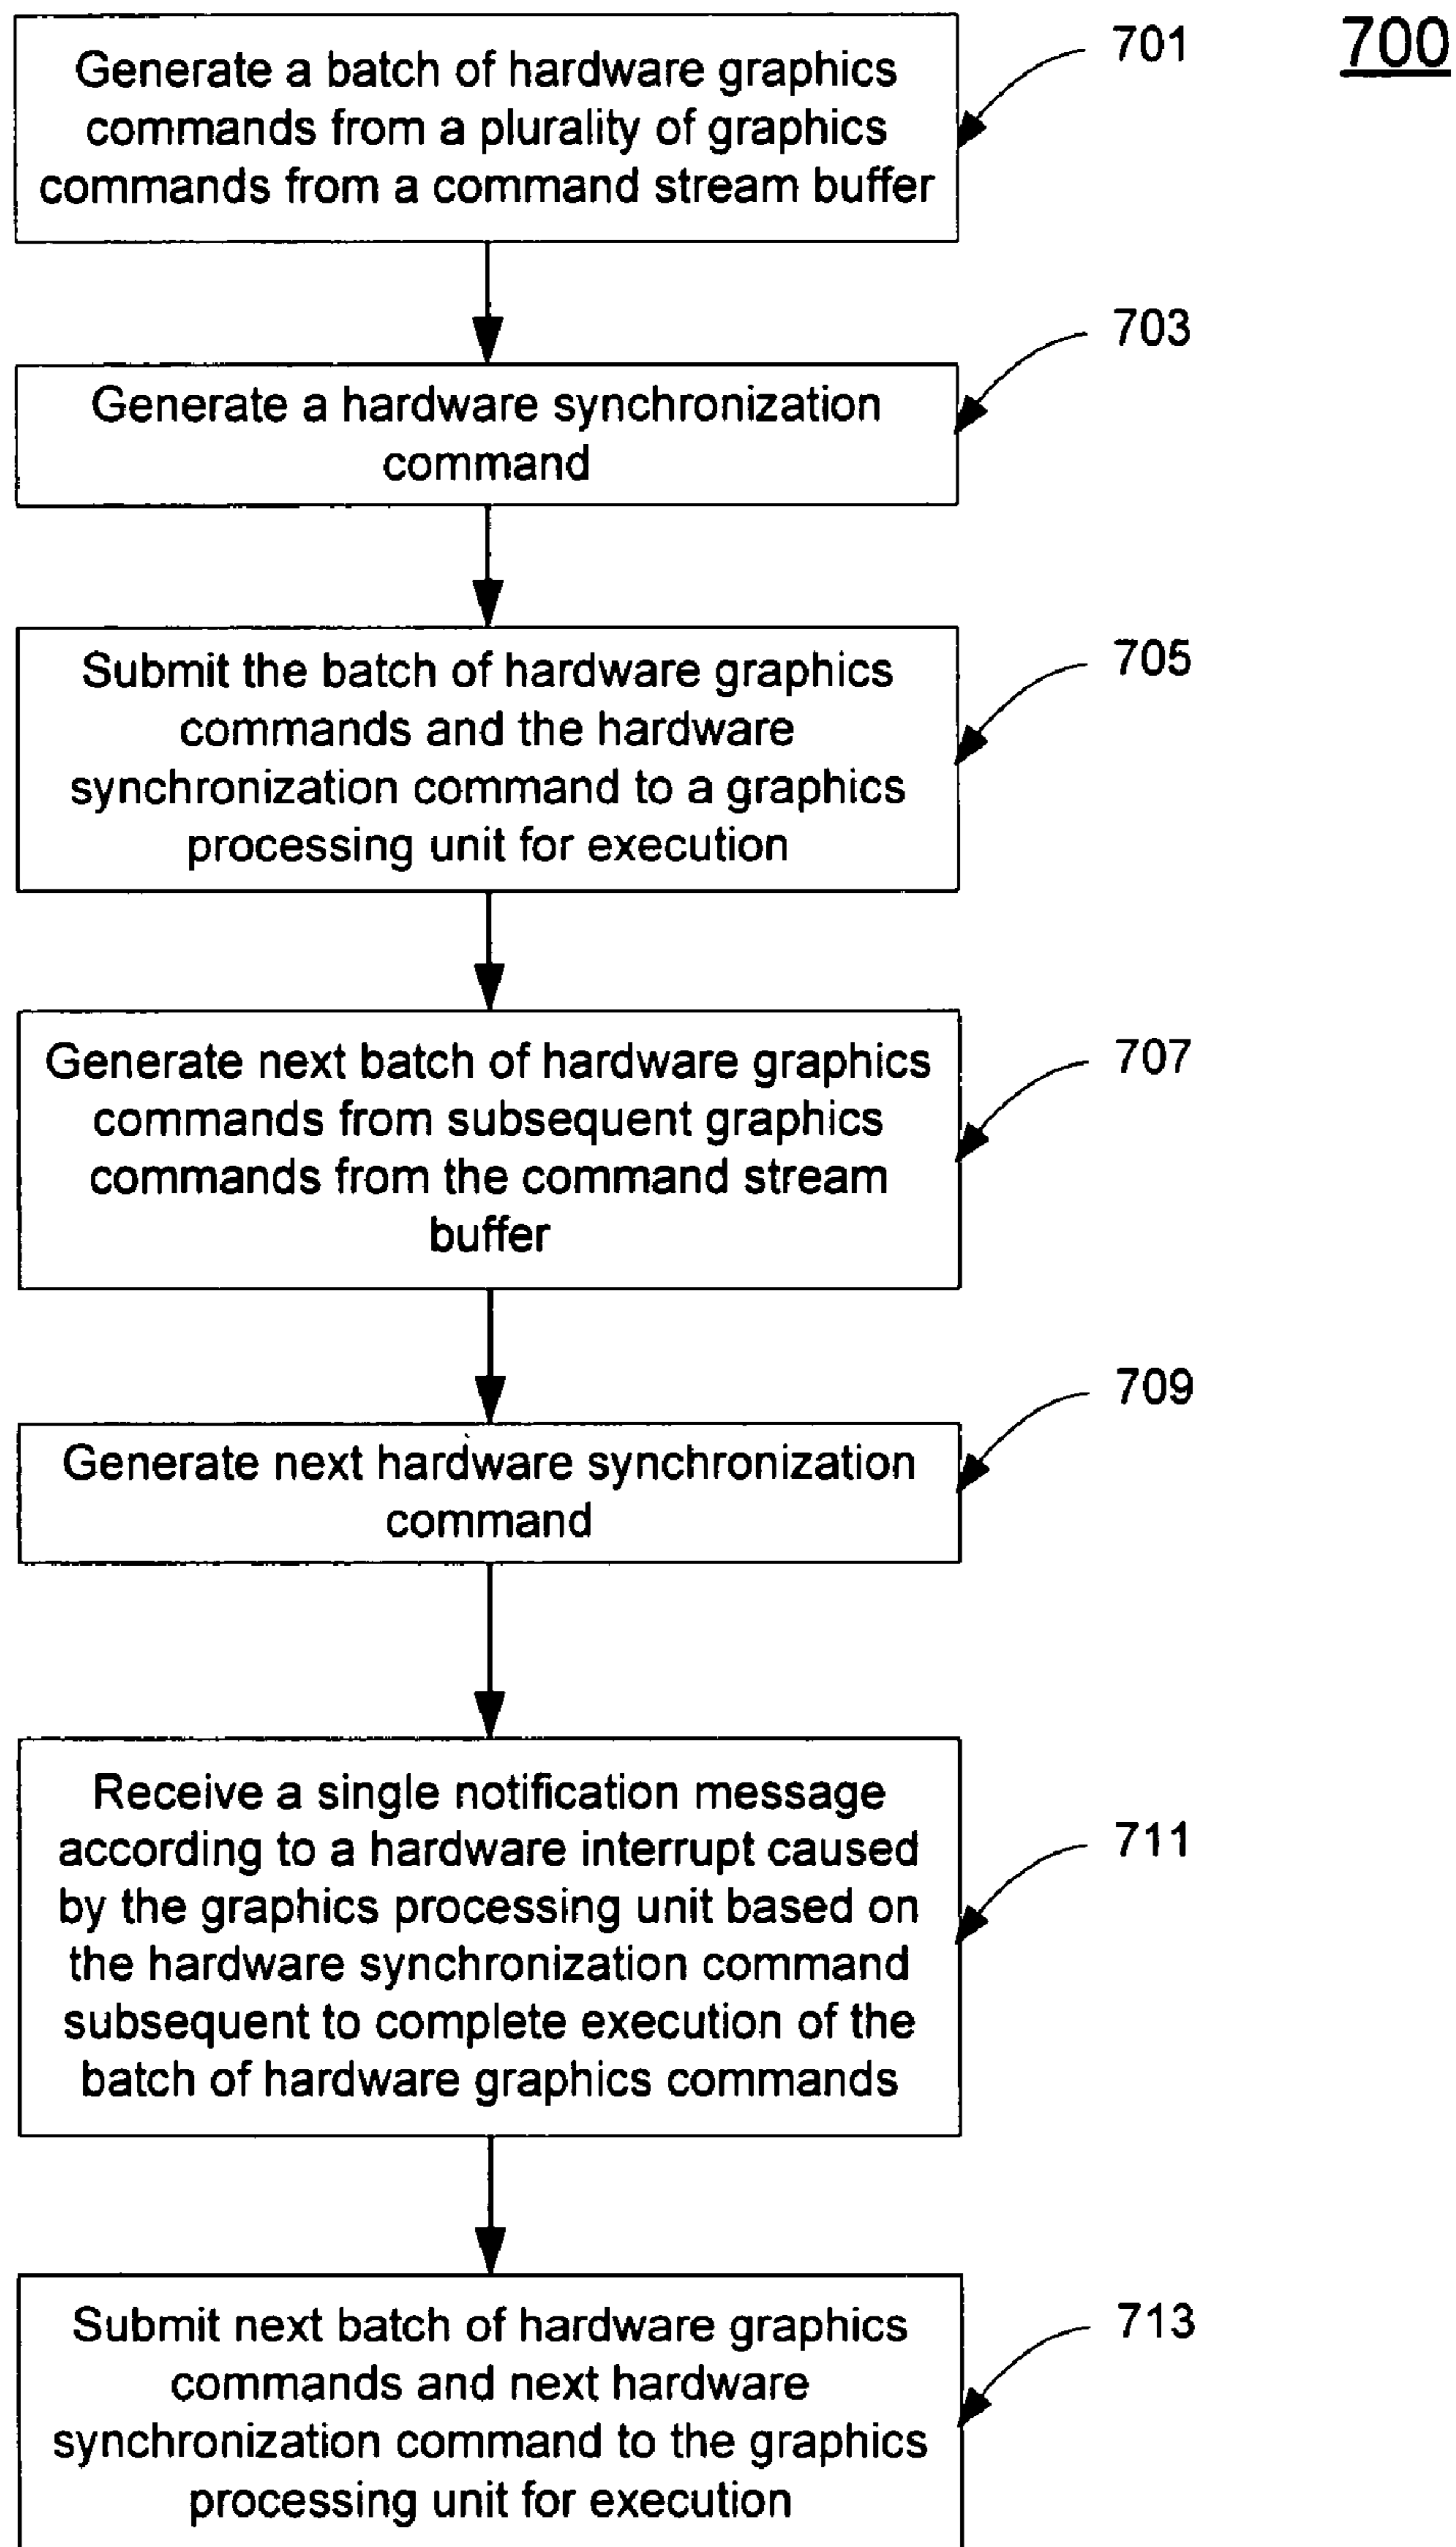 700
Generate a batch of hardware graphics
commands from a plurality of graphics
commands from a command stream buffer
701
Generate a hardware synchronization
command
703
Submit the batch of hardware graphics
commands and the hardware
synchronization command to a graphics
processing unit for execution
705
Generate next batch of hardware graphics
commands from subsequent graphics
commands from the command stream
buffer
707
Generate next hardware synchronization
command
709
Receive a single notification message
according to a hardware interrupt caused
by the graphics processing unit based on
the hardware synchronization command
subsequent to complete execution of the
batch of hardware graphics commands
711
Submit next batch of hardware graphics
commands and next hardware
synchronization command to the graphics
processing unit for execution
713